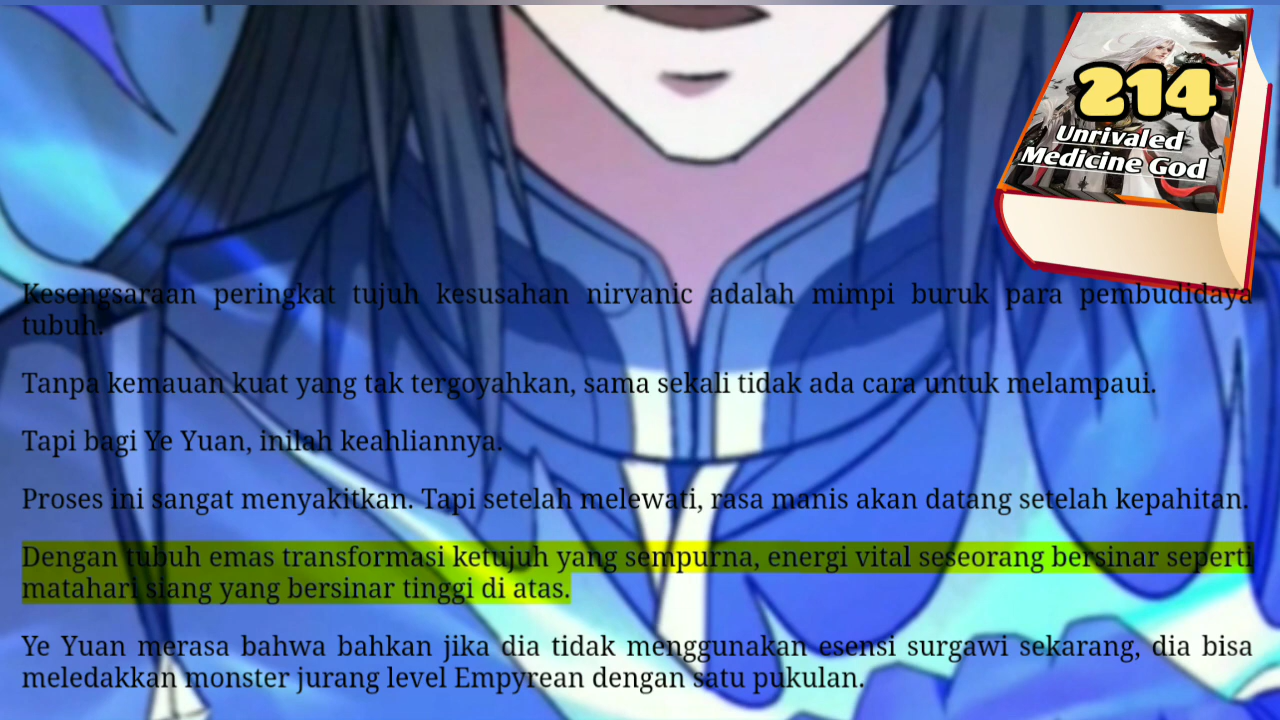 214
Unrivaled
Medicine God
Kesengsaraan peringkat tujuh kesusahan nirvanic adalah mimpi buruk para pembudidaya
tubuh.
Tanpa kemauan kuat yang tak tergoyahkan, sama sekali tidak ada cara untuk melampaui.
Tapi bagi Ye Yuan, inilah keahliannya.
Proses ini sangat menyakitkan. Tapi setelah melewati, rasa manis akan datang setelah kepahitan.
Dengan tubuh emas transformasi ketujuh yang sempurna, energi vital seseorang bersinar seperti
matahari siang yang bersinar tinggi di atas.
Ye Yuan merasa bahwa bahkan jika dia tidak menggunakan esensi surgawi sekarang, dia bisa
meledakkan monster jurang level Empyrean dengan satu pukulan.